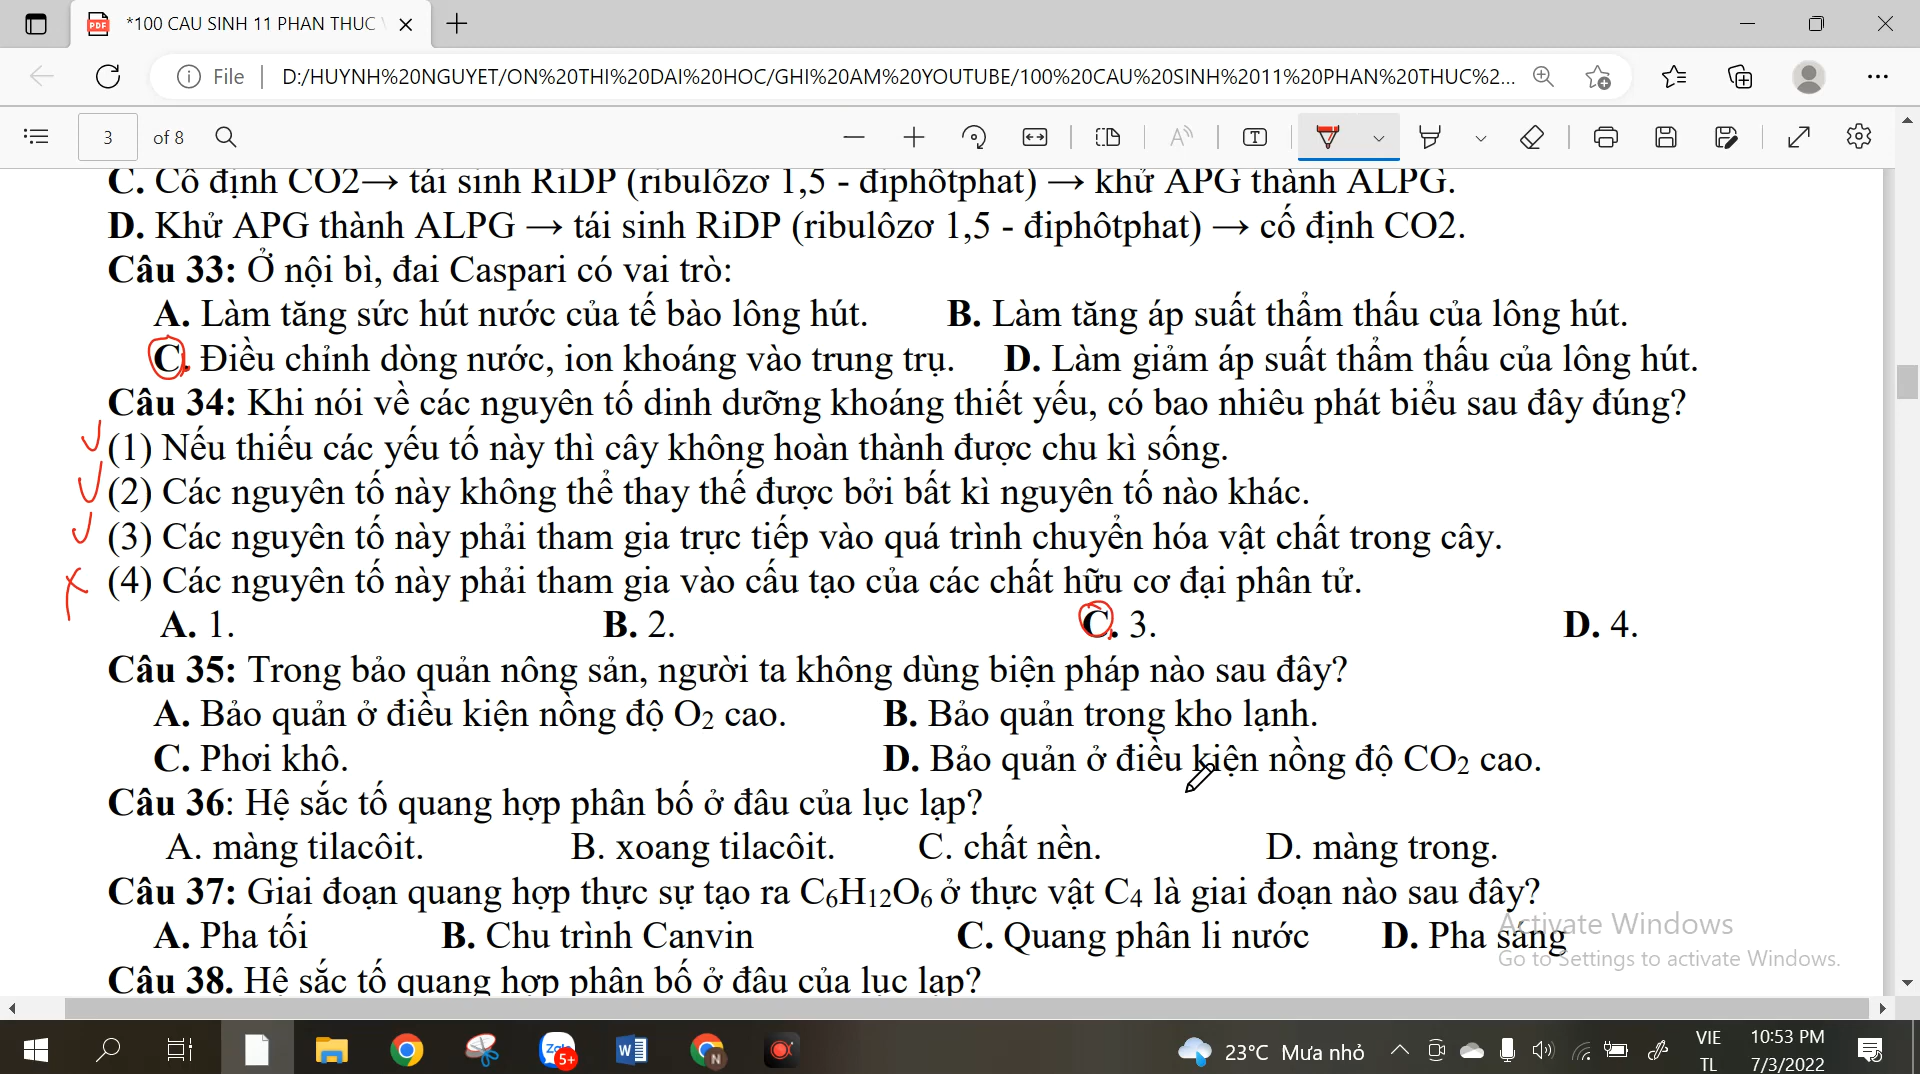 *100 CAU SINH 11 PHAN THUC
File
D:/HUYNH%20NGUYET/ON%20THI%20DAI%20HOC/GHI%20AM%20YOUTUBE/100%20CAU%20SINH%2011%20PHAN%20THUC%2...
3 of 8
C. Cố định CO2→ tái sinh RiDP (ribulôzơ 1,5 - điphôtphat) → khử APG thành ALPG.
D. Khử APG thành ALPG → tái sinh RiDP (ribulôzơ 1,5 - điphôtphat) → cố định CO2.
Câu 33: Ở nội bì, đai Caspari có vai trò:
A. Làm tăng sức hút nước của tế bào lông hút. B. Làm tăng áp suất thẩm thấu của lông hút.
C. Điều chỉnh dòng nước, ion khoáng vào trung trụ. D. Làm giảm áp suất thẩm thấu của lông hút.
Câu 34: Khi nói về các nguyên tố dinh dưỡng khoáng thiết yếu, có bao nhiêu phát biểu sau đây đúng?
(1) Nếu thiếu các yếu tố này thì cây không hoàn thành được chu kì sống.
(2) Các nguyên tố này không thể thay thế được bởi bất kì nguyên tố nào khác.
(3) Các nguyên tố này phải tham gia trực tiếp vào quá trình chuyển hóa vật chất trong cây.
(4) Các nguyên tố này phải tham gia vào cấu tạo của các chất hữu cơ đại phân tử.
A. 1. B. 2. C. 3. D. 4.
Câu 35: Trong bảo quản nông sản, người ta không dùng biện pháp nào sau đây?
A. Bảo quản ở điều kiện nồng độ O₂ cao. B. Bảo quản trong kho lạnh.
C. Phơi khô. D. Bảo quản ở điều kiện nồng độ CO₂ cao.
Câu 36: Hệ sắc tố quang hợp phân bố ở đâu của lục lạp?
A. màng tilacôit. B. xoang tilacôit. C. chất nền. D. màng trong.
Câu 37: Giai đoạn quang hợp thực sự tạo ra C₆H₁₂O₆ ở thực vật C₄ là giai đoạn nào sau đây?
A. Pha tối B. Chu trình Canvin C. Quang phân li nước D. Pha sáng
Câu 38. Hệ sắc tố quang hợp phân bố ở đâu của lục lạp?
Activate Windows
Go to Settings to activate Windows.
Zalo 5+
N
23°C Mưa nhỏ
VIE
TL
10:53 PM
7/3/2022